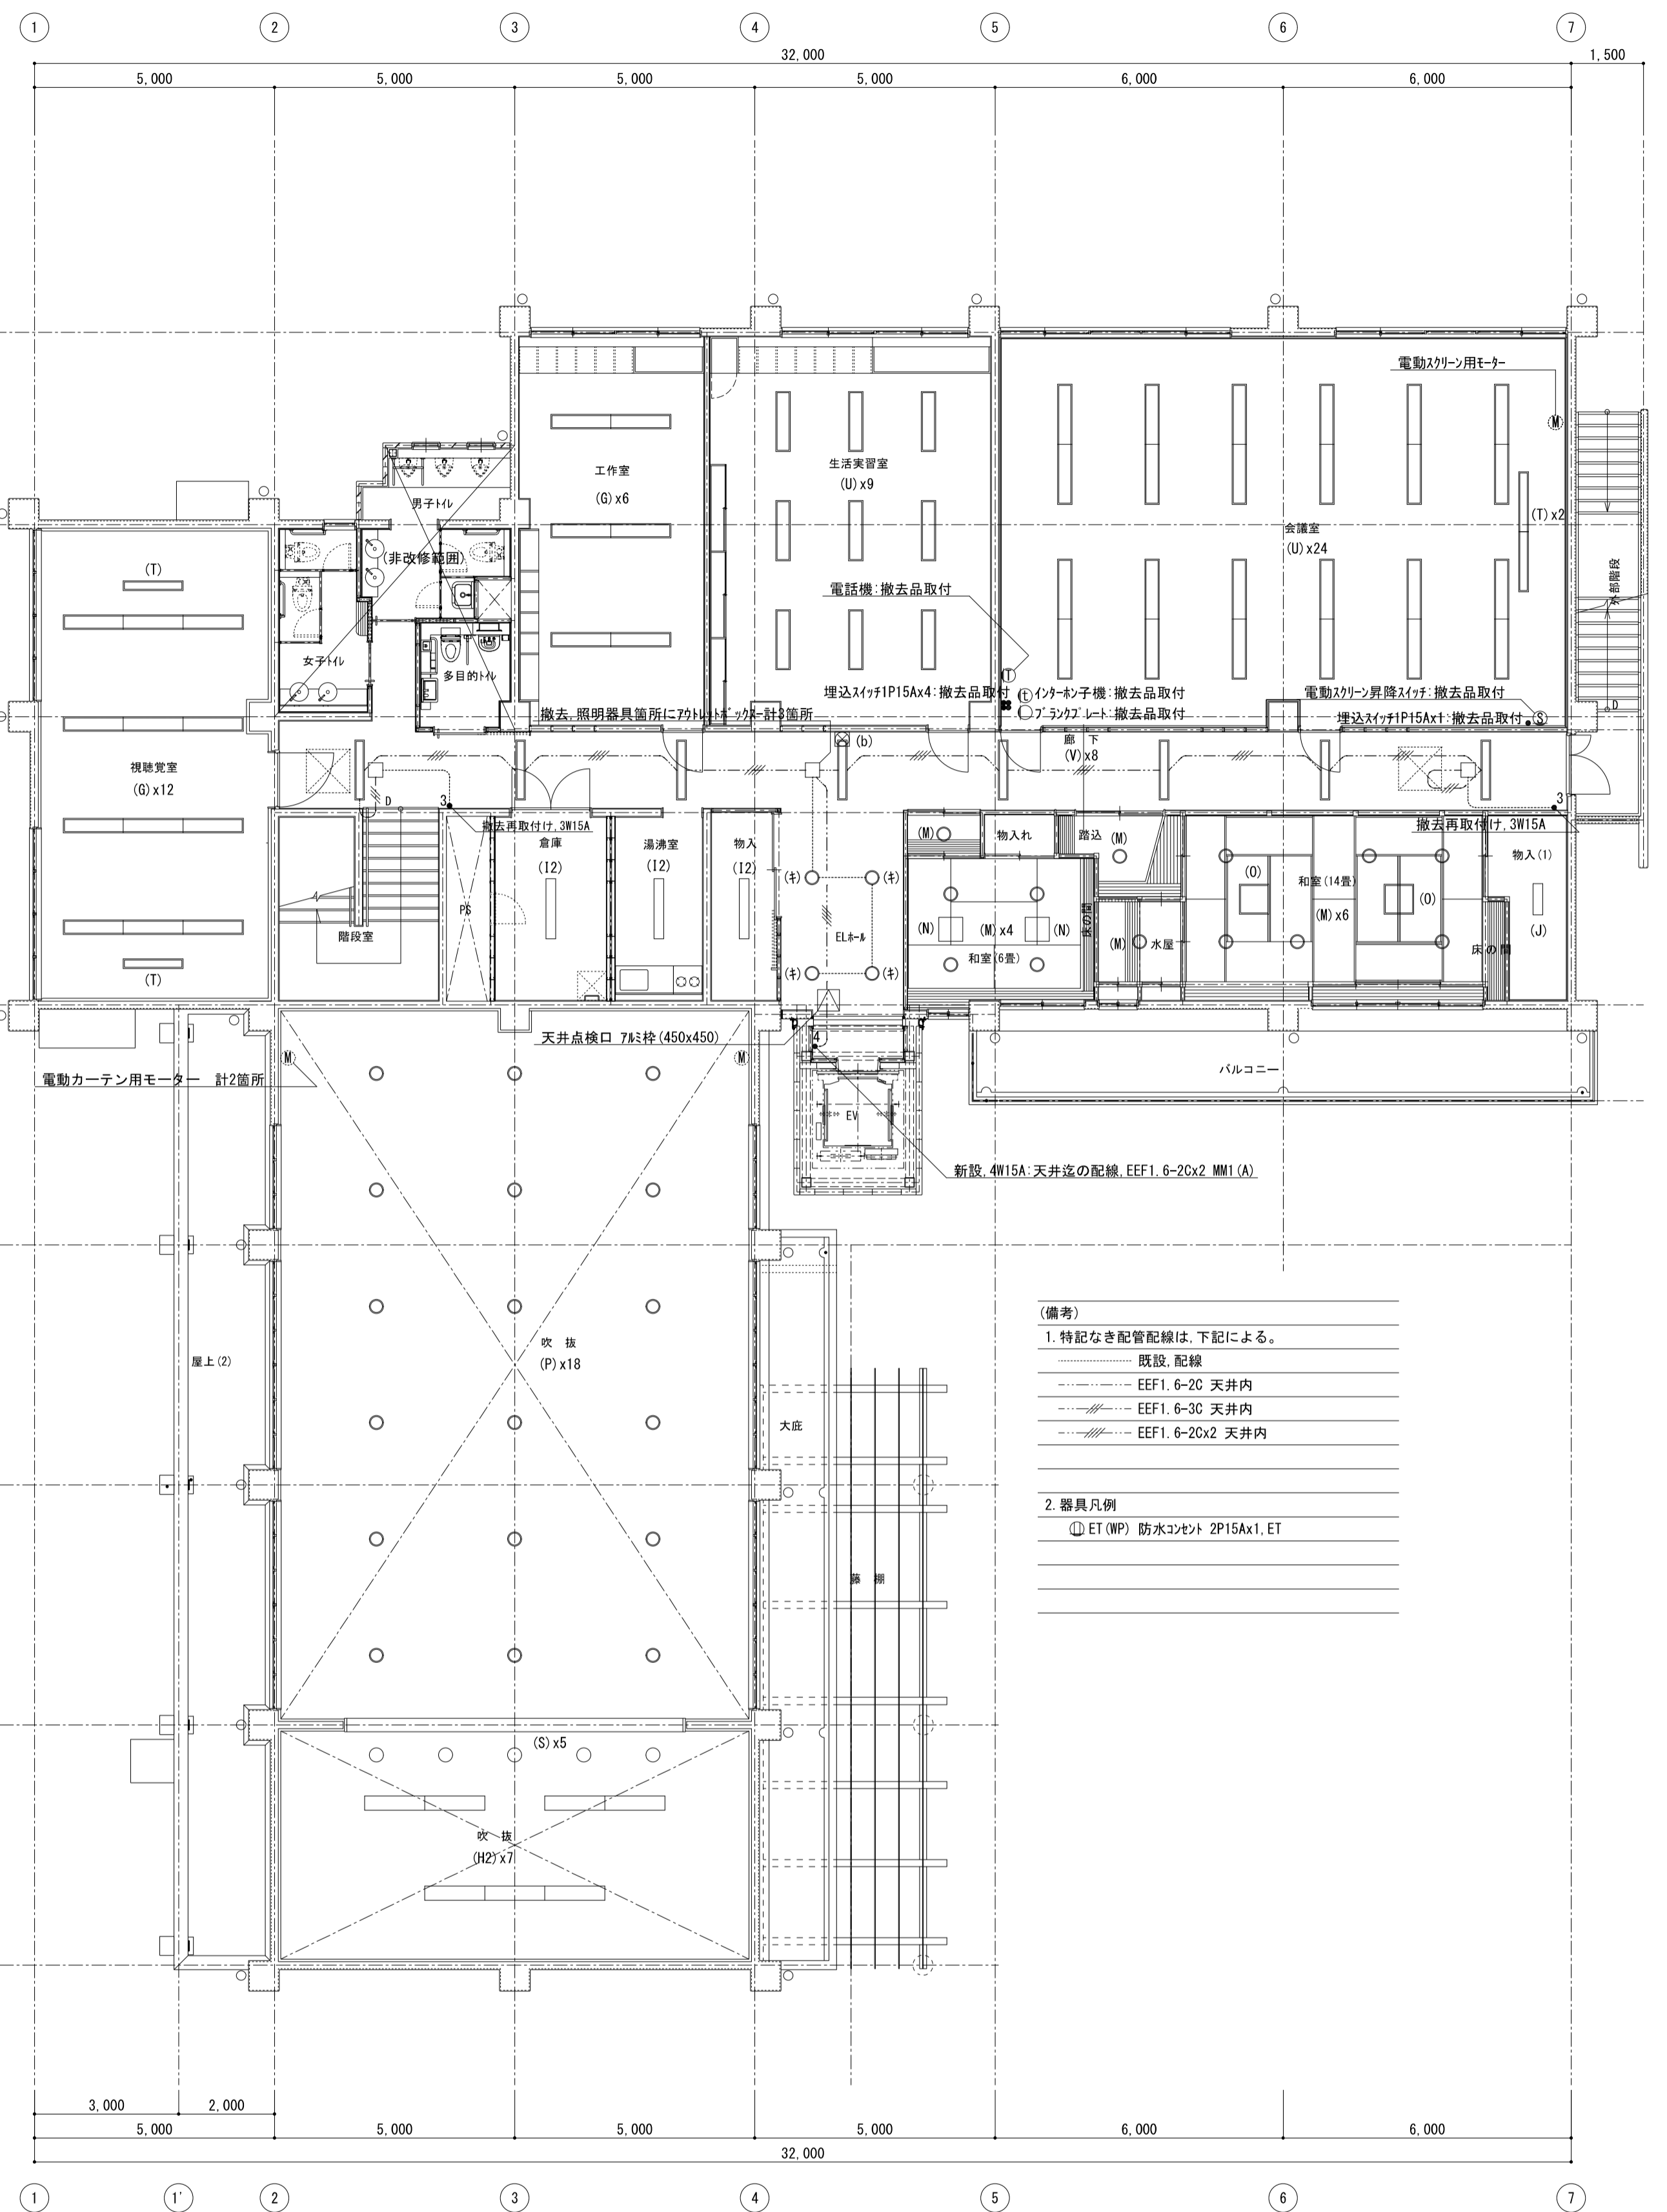 1 2 3 4 5 6 7
32,000 1,500
5,000 5,000 5,000 5,000 6,000 6,000
電動スクリーン用モーター
M
工作室
(G)x6
生活実習室
(U)x9
会議室
(U)x24
(T)x2
外部階段
男子トイレ
(非改修範囲)
(T)
女子トイレ
多目的トイレ
電話機:撤去品取付
T
埋込スイッチ1P15Ax4:撤去品取付
t インターホン子機:撤去品取付
ブランクプレート:撤去品取付
電動スクリーン昇降スイッチ:撤去品取付
埋込スイッチ1P15Ax1:撤去品取付
S
D
撤去,照明器具箇所にアウトレットボックスー計3箇所
(b)
廊 下
(V)x8
視聴覚室
(G)x12
D
3
撤去再取付け,3W15A
3
撤去再取付け,3W15A
倉庫
(I2)
湯沸室
(I2)
物入
(I2)
PS
階段室
(キ) (キ)
ELホール
(キ) (キ)
(M)
物入れ
踏込
(M)
(N) (M)x4 (N)
和室(6畳)
床の間
(M)
水屋
(O)
和室(14畳)
(M)x6
(O)
床の間
物入(1)
(J)
(T)
天井点検口 アルミ枠(450x450)
4
M M
電動カーテン用モーター 計2箇所
EV
バルコニー
新設,4W15A:天井迄の配線,EEF1.6-2Cx2 MM1(A)
屋上(2)
吹 抜
(P)x18
大庇
藤 棚
(備考)
1.特記なき配管配線は,下記による。
既設,配線
EEF1.6-2C 天井内
EEF1.6-3C 天井内
EEF1.6-2Cx2 天井内
2.器具凡例
ET(WP) 防水コンセント 2P15Ax1,ET
(S)x5
吹 抜
(H2)x7
3,000 2,000
5,000 5,000 5,000 5,000 6,000 6,000
32,000
1 1' 2 3 4 5 6 7